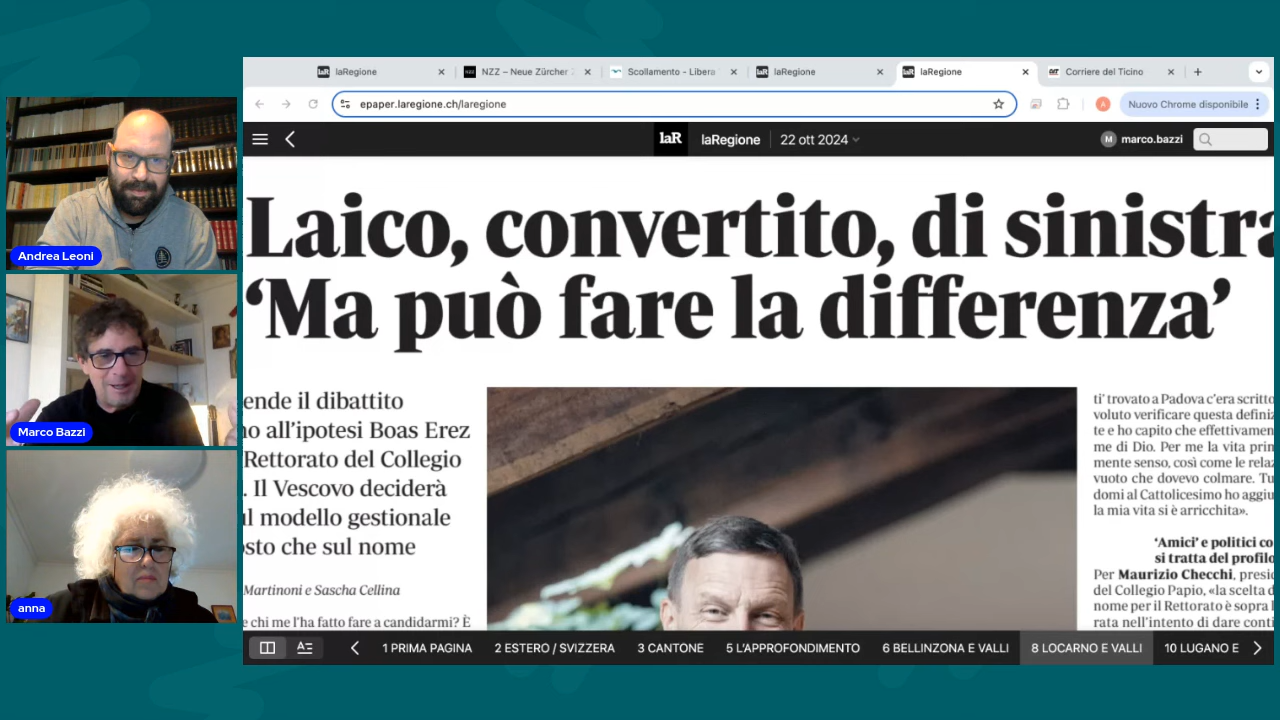 Andrea Leoni
Marco Bazzi
anna
laR laRegione
NZZ – Neue Zürcher
Scollamento - Libera
laR laRegione
laR laRegione
Corriere del Ticino
epaper.laregione.ch/laregione
A
Nuovo Chrome disponibile
laR laRegione 22 ott 2024
M marco.bazzi
Laico, convertito, di sinistra
‘Ma può fare la differenza’
ende il dibattito
no all’ipotesi Boas Erez
Rettorato del Collegio
. Il Vescovo deciderà
ul modello gestionale
osto che sul nome
Martinoni e Sascha Cellina
e chi me l’ha fatto fare a candidarmi? È
ti’ trovato a Padova c’era scritto
voluto verificare questa definiz
te e ho capito che effettivamen
me di Dio. Per me la vita prim
mente senso, così come le relaz
vuoto che dovevo colmare. Tu
domi al Cattolicesimo ho aggiu
la mia vita si è arricchita».
‘Amici’ e politici co
si tratta del profilo
Per Maurizio Checchi, presid
del Collegio Papio, «la scelta d
nome per il Rettorato è sopra l
rata nell’intento di dare conti
1 PRIMA PAGINA
2 ESTERO / SVIZZERA
3 CANTONE
5 L’APPROFONDIMENTO
6 BELLINZONA E VALLI
8 LOCARNO E VALLI
10 LUGANO E